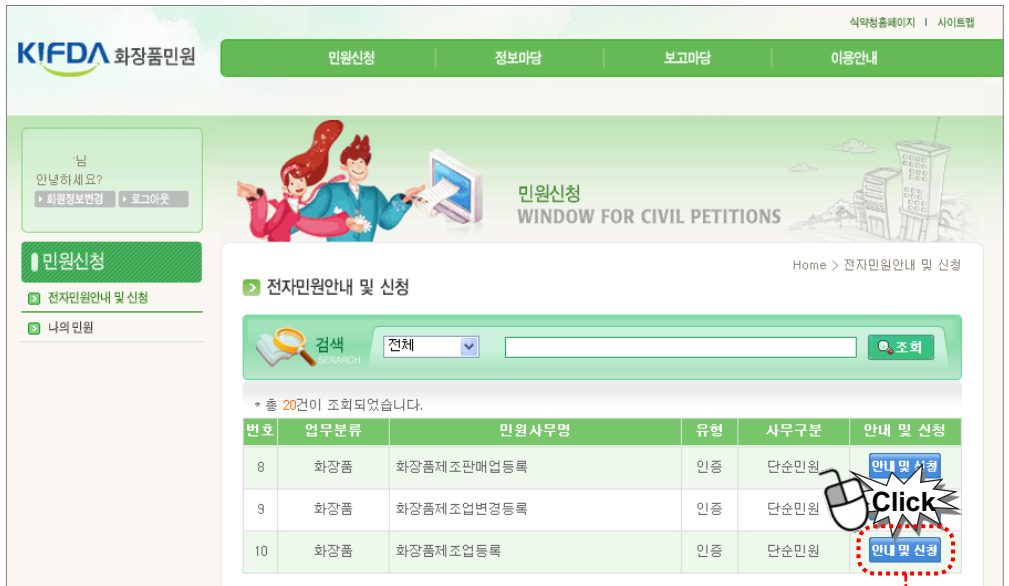 식약청홈페이지 | 사이트맵
KIFDA 화장품민원
민원신청 정보마당 보고마당 이용안내
님
안녕하세요?
회원정보변경 로그아웃
민원신청
WINDOW FOR CIVIL PETITIONS
민원신청
전자민원안내 및 신청
나의 민원
Home > 전자민원안내 및 신청
전자민원안내 및 신청
검색
SERARCH
전체
조회
* 총 20건이 조회되었습니다.
번호 업무분류 민원사무명 유형 사무구분 안내 및 신청
8 화장품 화장품제조판매업등록 인증 단순민원 안내 및 신청
9 화장품 화장품제조업변경등록 인증 단순민원
Click
10 화장품 화장품제조업등록 인증 단순민원 안내 및 신청